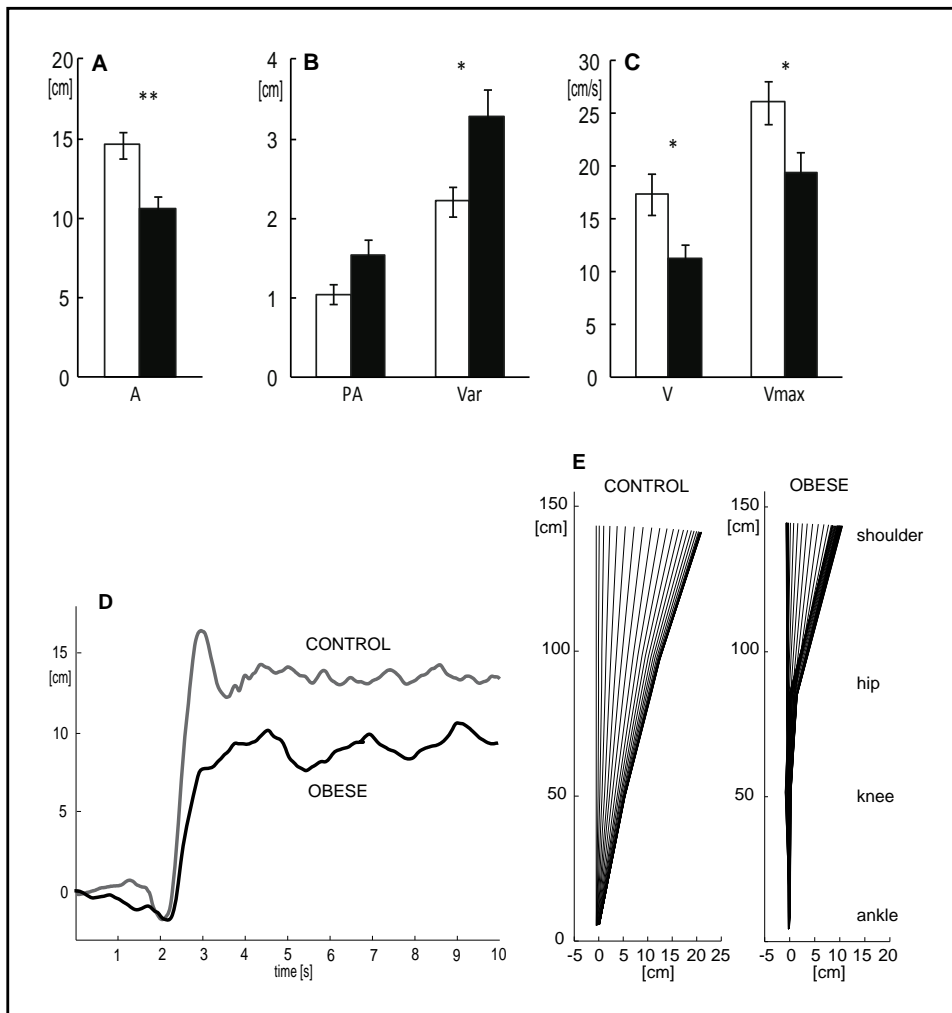 A
[cm]
**
20
15
10
5
0
A
B
[cm]
*
4
3
2
1
0
PA Var
C
[cm/s]
*
*
30
25
20
15
10
5
0
V Vmax
D
15
[cm]
10
5
0
CONTROL
OBESE
1 2 3 4 5 6 7 8 9 10
time [s]
E
CONTROL
150
[cm]
100
50
0
-5 0 5 10 15 20 25
[cm]
OBESE
150
[cm]
100
50
0
-5 0 5 10 15 20
[cm]
shoulder
hip
knee
ankle